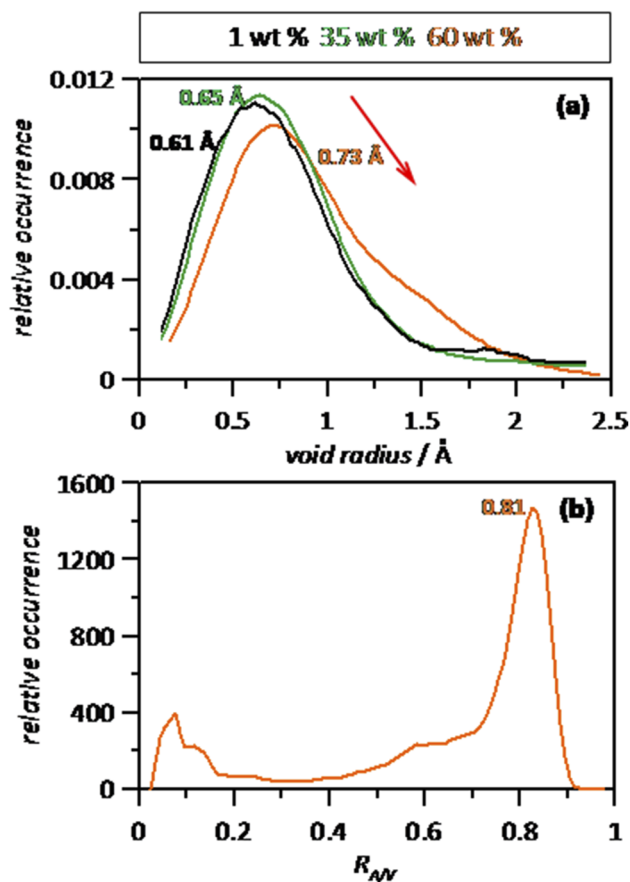 1 wt % 35 wt % 60 wt %
0.012
0.65 Å
(a)
0.61 Å
0.73 Å
0.008
0.004
0
relative occurrence
0 0.5 1 1.5 2 2.5
void radius / Å
1600
0.81 (b)
1200
800
400
0
relative occurrence
0 0.2 0.4 0.6 0.8 1
R_A/V